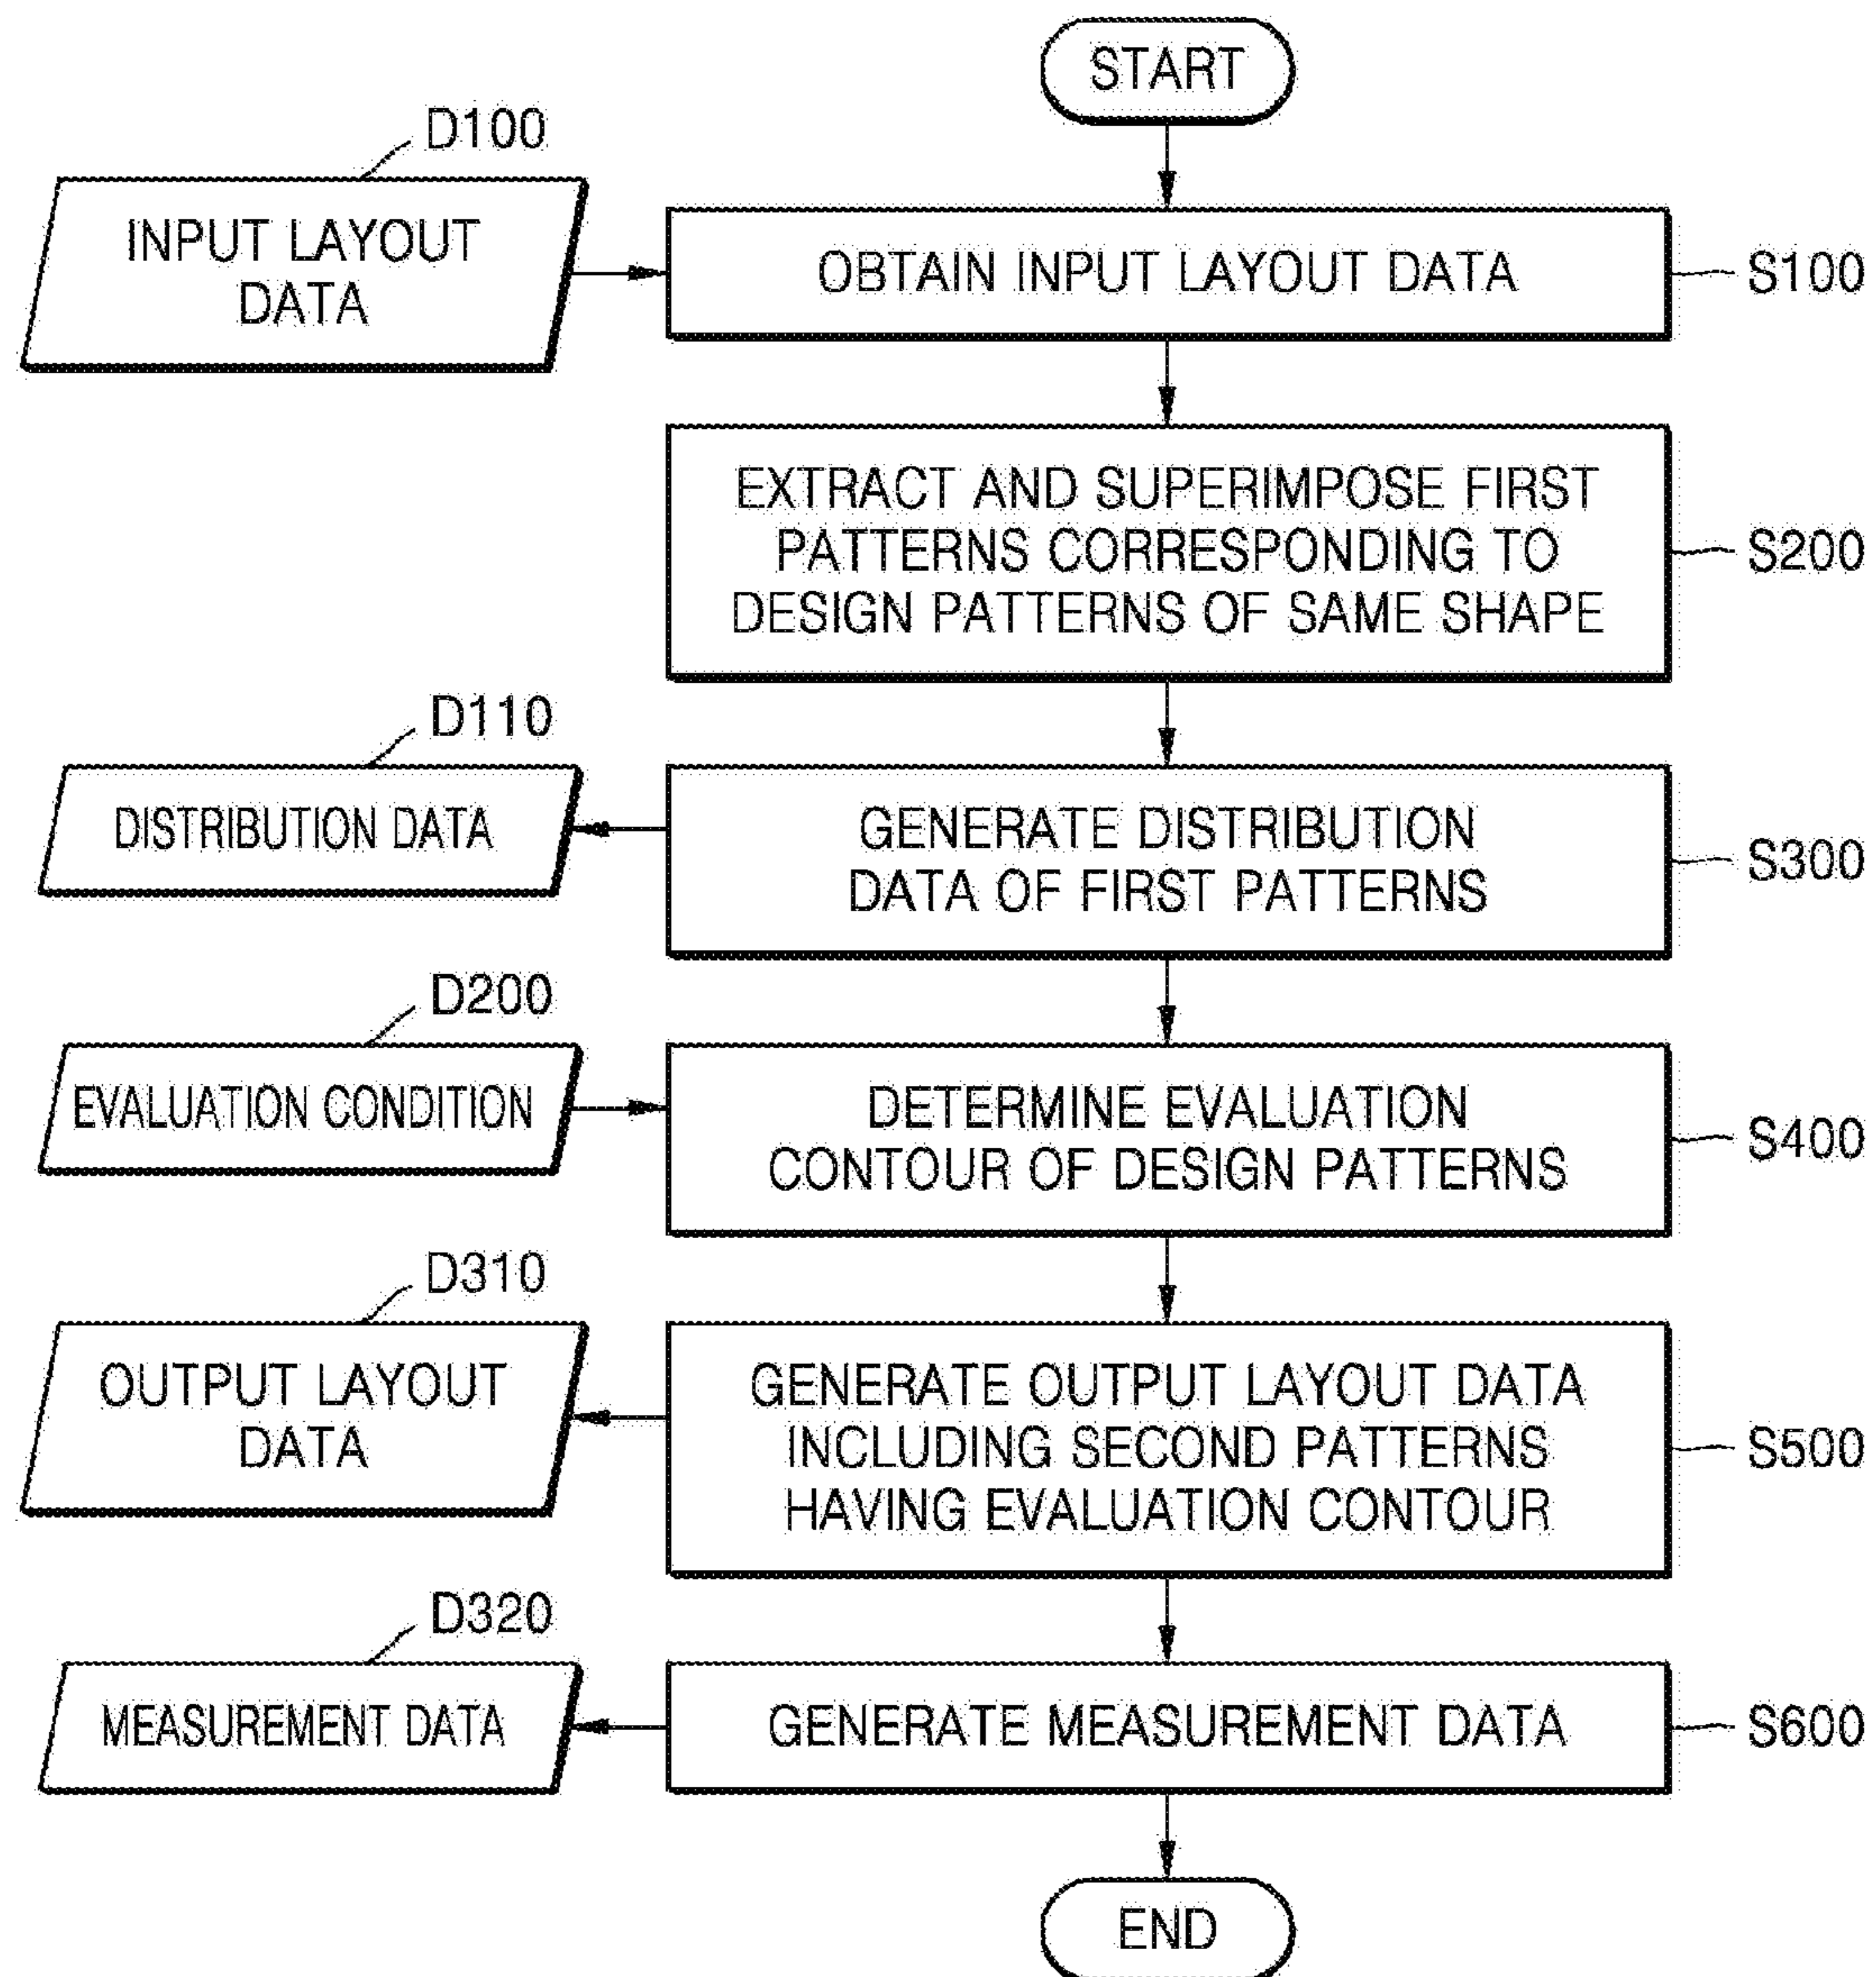 START
D100
INPUT LAYOUT
DATA
OBTAIN INPUT LAYOUT DATA
S100
EXTRACT AND SUPERIMPOSE FIRST
PATTERNS CORRESPONDING TO
DESIGN PATTERNS OF SAME SHAPE
S200
D110
DISTRIBUTION DATA
GENERATE DISTRIBUTION
DATA OF FIRST PATTERNS
S300
D200
EVALUATION CONDITION
DETERMINE EVALUATION
CONTOUR OF DESIGN PATTERNS
S400
D310
OUTPUT LAYOUT
DATA
GENERATE OUTPUT LAYOUT DATA
INCLUDING SECOND PATTERNS
HAVING EVALUATION CONTOUR
S500
D320
MEASUREMENT DATA
GENERATE MEASUREMENT DATA
S600
END